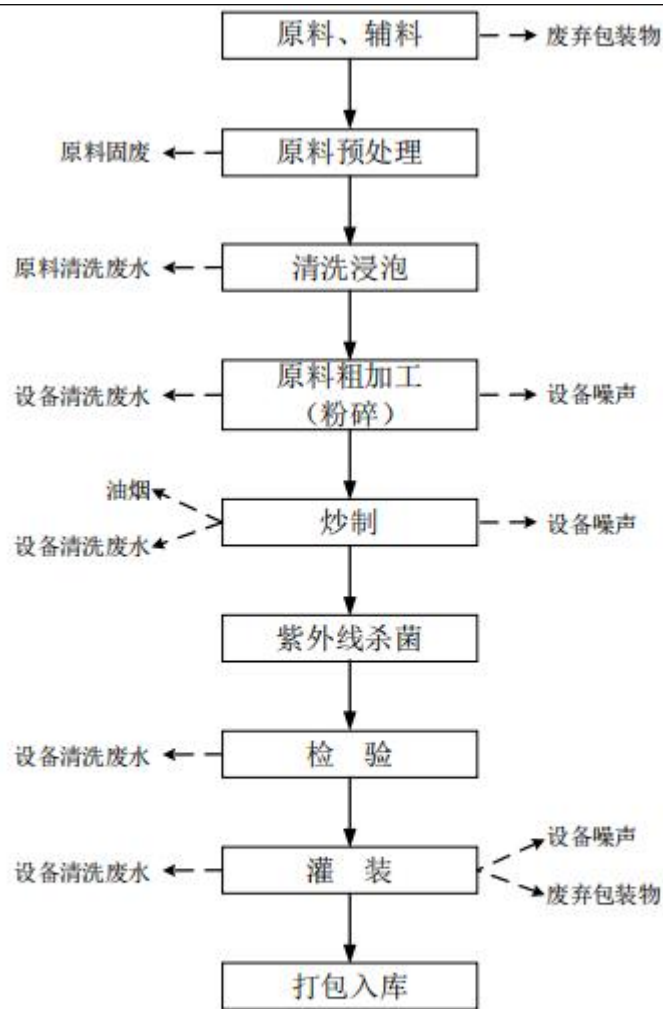 原料、辅料
废弃包装物
原料固废
原料预处理
原料清洗废水
清洗浸泡
设备清洗废水
原料粗加工
（粉碎）
设备噪声
油烟
设备清洗废水
炒制
设备噪声
紫外线杀菌
设备清洗废水
检 验
设备清洗废水
灌 装
设备噪声
废弃包装物
打包入库